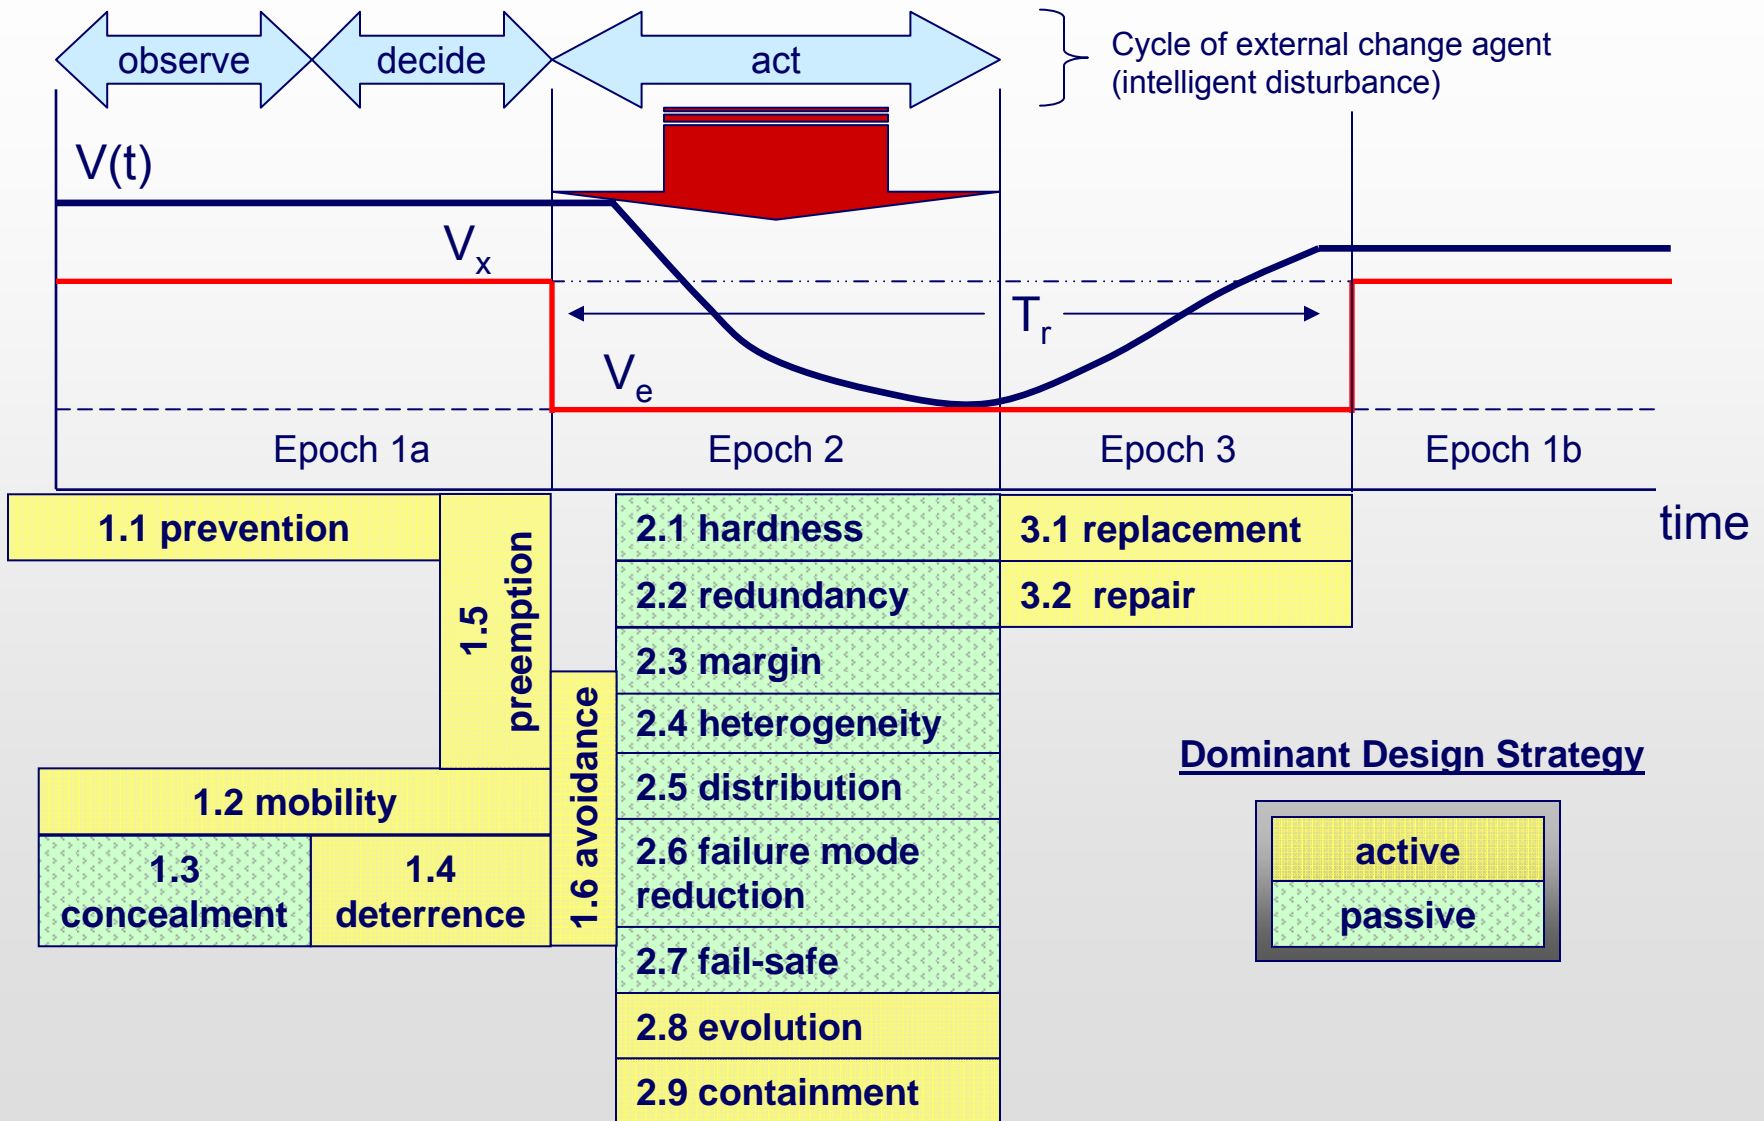 observe
decide
act
Cycle of external change agent
(intelligent disturbance)
V(t)
Vx
Tr
Ve
Epoch 1a
Epoch 2
Epoch 3
Epoch 1b
time
1.1 prevention
1.5
preemption
1.2 mobility
1.3
concealment
1.4
deterrence
1.6 avoidance
2.1 hardness
2.2 redundancy
2.3 margin
2.4 heterogeneity
2.5 distribution
2.6 failure mode
reduction
2.7 fail-safe
2.8 evolution
2.9 containment
3.1 replacement
3.2 repair
Dominant Design Strategy
active
passive